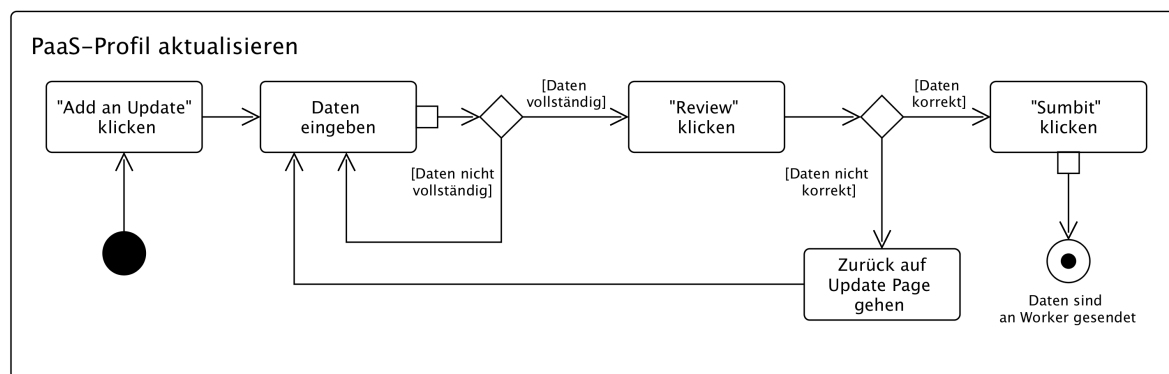 PaaS-Profil aktualisieren
"Add an Update"
klicken
Daten
eingeben
[Daten
vollständig]
[Daten nicht
vollständig]
"Review"
klicken
[Daten
korrekt]
[Daten nicht
korrekt]
"Sumbit"
klicken
Zurück auf
Update Page
gehen
Daten sind
an Worker gesendet